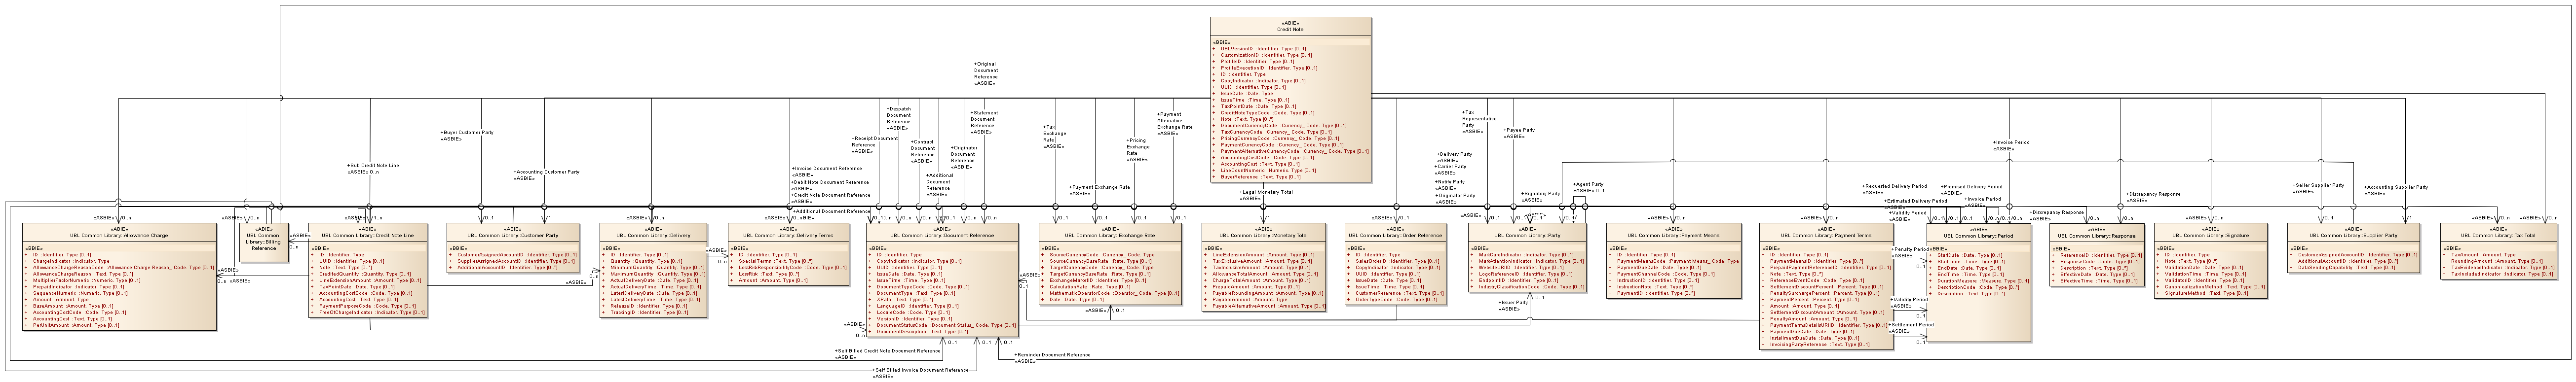 «ABIE»
Credit Note
«BBIE»
+ UBLVersionID :Identifier. Type [0..1]
+ CustomizationID :Identifier. Type [0..1]
+ ProfileID :Identifier. Type [0..1]
+ ProfileExecutionID :Identifier. Type [0..1]
+ ID :Identifier. Type
+ CopyIndicator :Indicator. Type [0..1]
+ UUID :Identifier. Type [0..1]
+ IssueDate :Date. Type
+ IssueTime :Time. Type [0..1]
+ TaxPointDate :Date. Type [0..1]
+ CreditNoteTypeCode :Code. Type [0..1]
+ Note :Text. Type [0..*]
+ DocumentCurrencyCode :Currency_ Code. Type [0..1]
+ TaxCurrencyCode :Currency_ Code. Type [0..1]
+ PricingCurrencyCode :Currency_ Code. Type [0..1]
+ PaymentCurrencyCode :Currency_ Code. Type [0..1]
+ PaymentAlternativeCurrencyCode :Currency_ Code. Type [0..1]
+ AccountingCostCode :Code. Type [0..1]
+ AccountingCost :Text. Type [0..1]
+ LineCountNumeric :Numeric. Type [0..1]
+ BuyerReference :Text. Type [0..1]
+Original
Document
Reference
«ASBIE»
+Despatch
Document
Reference
«ASBIE»
+Statement
Document
Reference
«ASBIE»
+Receipt Document
Reference
«ASBIE»
+Contract
Document
Reference
«ASBIE»
+Originator
Document
Reference
«ASBIE»
+Additional
Document
Reference
«ASBIE»
+Tax
Exchange
Rate
«ASBIE»
+Pricing
Exchange
Rate
«ASBIE»
+Payment
Alternative
Exchange Rate
«ASBIE»
+Payment Exchange Rate
«ASBIE»
+Buyer Customer Party
«ASBIE»
+Sub Credit Note Line
«ASBIE» 0..n
+Accounting Customer Party
«ASBIE»
+Invoice Document Reference
«ASBIE»
+Debit Note Document Reference
«ASBIE»
+Credit Note Document Reference
«ASBIE»
+Additional Document Reference
+Legal Monetary Total
«ASBIE»
+Tax
Representative
Party
«ASBIE»
+Payee Party
«ASBIE»
+Delivery Party
«ASBIE»
+Carrier Party
«ASBIE»
+Notify Party
«ASBIE»
+Originator Party
«ASBIE»
+Signatory Party
«ASBIE»
+Agent Party
«ASBIE» 0..1
+Invoice Period
«ASBIE»
+Requested Delivery Period
«ASBIE»
+Promised Delivery Period
«ASBIE»
+Estimated Delivery Period
+Validity Period
«ASBIE»
+Invoice Period
«ASBIE»
+Discrepancy Response
«ASBIE»
+Discrepancy Response
«ASBIE»
+Seller Supplier Party
«ASBIE»
+Accounting Supplier Party
«ASBIE»
«ABIE»
UBL Common Library::Allowance Charge
«BBIE»
+ ID :Identifier. Type [0..1]
+ ChargeIndicator :Indicator. Type
+ AllowanceChargeReasonCode :Allowance Charge Reason_ Code. Type [0..1]
+ AllowanceChargeReason :Text. Type [0..*]
+ MultiplierFactorNumeric :Numeric. Type [0..1]
+ PrepaidIndicator :Indicator. Type [0..1]
+ SequenceNumeric :Numeric. Type [0..1]
+ Amount :Amount. Type
+ BaseAmount :Amount. Type [0..1]
+ AccountingCostCode :Code. Type [0..1]
+ AccountingCost :Text. Type [0..1]
+ PerUnitAmount :Amount. Type [0..1]
«ABIE»
UBL Common
Library::Billing
Reference
«ABIE»
UBL Common Library::Credit Note Line
«BBIE»
+ ID :Identifier. Type
+ UUID :Identifier. Type [0..1]
+ Note :Text. Type [0..*]
+ CreditedQuantity :Quantity. Type [0..1]
+ LineExtensionAmount :Amount. Type [0..1]
+ TaxPointDate :Date. Type [0..1]
+ AccountingCostCode :Code. Type [0..1]
+ AccountingCost :Text. Type [0..1]
+ PaymentPurposeCode :Code. Type [0..1]
+ FreeOfChargeIndicator :Indicator. Type [0..1]
«ABIE»
UBL Common Library::Customer Party
«BBIE»
+ CustomerAssignedAccountID :Identifier. Type [0..1]
+ SupplierAssignedAccountID :Identifier. Type [0..1]
+ AdditionalAccountID :Identifier. Type [0..*]
«ABIE»
UBL Common Library::Delivery
«BBIE»
+ ID :Identifier. Type [0..1]
+ Quantity :Quantity. Type [0..1]
+ MinimumQuantity :Quantity. Type [0..1]
+ MaximumQuantity :Quantity. Type [0..1]
+ ActualDeliveryDate :Date. Type [0..1]
+ ActualDeliveryTime :Time. Type [0..1]
+ LatestDeliveryDate :Date. Type [0..1]
+ LatestDeliveryTime :Time. Type [0..1]
+ ReleaseID :Identifier. Type [0..1]
+ TrackingID :Identifier. Type [0..1]
«ABIE»
UBL Common Library::Delivery Terms
«BBIE»
+ ID :Identifier. Type [0..1]
+ SpecialTerms :Text. Type [0..*]
+ LossRiskResponsibilityCode :Code. Type [0..1]
+ LossRisk :Text. Type [0..*]
+ Amount :Amount. Type [0..1]
«ABIE»
UBL Common Library::Document Reference
«BBIE»
+ ID :Identifier. Type
+ CopyIndicator :Indicator. Type [0..1]
+ UUID :Identifier. Type [0..1]
+ IssueDate :Date. Type [0..1]
+ IssueTime :Time. Type [0..1]
+ DocumentTypeCode :Code. Type [0..1]
+ DocumentType :Text. Type [0..1]
+ XPath :Text. Type [0..*]
+ LanguageID :Identifier. Type [0..1]
+ LocaleCode :Code. Type [0..1]
+ VersionID :Identifier. Type [0..1]
+ DocumentStatusCode :Document Status_ Code. Type [0..1]
+ DocumentDescription :Text. Type [0..*]
«ABIE»
UBL Common Library::Exchange Rate
«BBIE»
+ SourceCurrencyCode :Currency_ Code. Type
+ SourceCurrencyBaseRate :Rate. Type [0..1]
+ TargetCurrencyCode :Currency_ Code. Type
+ TargetCurrencyBaseRate :Rate. Type [0..1]
+ ExchangeMarketID :Identifier. Type [0..1]
+ CalculationRate :Rate. Type [0..1]
+ MathematicOperatorCode :Operator_ Code. Type [0..1]
+ Date :Date. Type [0..1]
«ABIE»
UBL Common Library::Monetary Total
«BBIE»
+ LineExtensionAmount :Amount. Type [0..1]
+ TaxExclusiveAmount :Amount. Type [0..1]
+ TaxInclusiveAmount :Amount. Type [0..1]
+ AllowanceTotalAmount :Amount. Type [0..1]
+ ChargeTotalAmount :Amount. Type [0..1]
+ PrepaidAmount :Amount. Type [0..1]
+ PayableRoundingAmount :Amount. Type [0..1]
+ PayableAmount :Amount. Type
+ PayableAlternativeAmount :Amount. Type [0..1]
«ABIE»
UBL Common Library::Order Reference
«BBIE»
+ ID :Identifier. Type
+ SalesOrderID :Identifier. Type [0..1]
+ CopyIndicator :Indicator. Type [0..1]
+ UUID :Identifier. Type [0..1]
+ IssueDate :Date. Type [0..1]
+ IssueTime :Time. Type [0..1]
+ CustomerReference :Text. Type [0..1]
+ OrderTypeCode :Code. Type [0..1]
«ABIE»
UBL Common Library::Party
«BBIE»
+ MarkCareIndicator :Indicator. Type [0..1]
+ MarkAttentionIndicator :Indicator. Type [0..1]
+ WebsiteURIID :Identifier. Type [0..1]
+ LogoReferenceID :Identifier. Type [0..1]
+ EndpointID :Identifier. Type [0..1]
+ IndustryClassificationCode :Code. Type [0..1]
«ABIE»
UBL Common Library::Payment Means
«BBIE»
+ ID :Identifier. Type [0..1]
+ PaymentMeansCode :Payment Means_ Code. Type
+ PaymentDueDate :Date. Type [0..1]
+ PaymentChannelCode :Code. Type [0..1]
+ InstructionID :Identifier. Type [0..1]
+ InstructionNote :Text. Type [0..*]
+ PaymentID :Identifier. Type [0..*]
«ABIE»
UBL Common Library::Payment Terms
«BBIE»
+ ID :Identifier. Type [0..1]
+ PaymentMeansID :Identifier. Type [0..*]
+ PrepaidPaymentReferenceID :Identifier. Type [0..1]
+ Note :Text. Type [0..*]
+ ReferenceEventCode :Code. Type [0..1]
+ SettlementDiscountPercent :Percent. Type [0..1]
+ PenaltySurchargePercent :Percent. Type [0..1]
+ PaymentPercent :Percent. Type [0..1]
+ Amount :Amount. Type [0..1]
+ SettlementDiscountAmount :Amount. Type [0..1]
+ PenaltyAmount :Amount. Type [0..1]
+ PaymentTermsDetailsURIID :Identifier. Type [0..1]
+ PaymentDueDate :Date. Type [0..1]
+ InstallmentDueDate :Date. Type [0..1]
+ InvoicingPartyReference :Text. Type [0..1]
+Penalty Period
«ASBIE»
0..1
+Validity Period
«ASBIE»
0..1
+Settlement Period
«ASBIE»
0..1
«ABIE»
UBL Common Library::Period
«BBIE»
+ StartDate :Date. Type [0..1]
+ StartTime :Time. Type [0..1]
+ EndDate :Date. Type [0..1]
+ EndTime :Time. Type [0..1]
+ DurationMeasure :Measure. Type [0..1]
+ DescriptionCode :Code. Type [0..*]
+ Description :Text. Type [0..*]
«ABIE»
UBL Common Library::Response
«BBIE»
+ ReferenceID :Identifier. Type [0..1]
+ ResponseCode :Code. Type [0..1]
+ Description :Text. Type [0..*]
+ EffectiveDate :Date. Type [0..1]
+ EffectiveTime :Time. Type [0..1]
«ABIE»
UBL Common Library::Signature
«BBIE»
+ ID :Identifier. Type
+ Note :Text. Type [0..*]
+ ValidationDate :Date. Type [0..1]
+ ValidationTime :Time. Type [0..1]
+ ValidatorID :Identifier. Type [0..1]
+ CanonicalizationMethod :Text. Type [0..1]
+ SignatureMethod :Text. Type [0..1]
«ABIE»
UBL Common Library::Supplier Party
«BBIE»
+ CustomerAssignedAccountID :Identifier. Type [0..1]
+ AdditionalAccountID :Identifier. Type [0..*]
+ DataSendingCapability :Text. Type [0..1]
«ABIE»
UBL Common Library::Tax Total
«BBIE»
+ TaxAmount :Amount. Type
+ RoundingAmount :Amount. Type [0..1]
+ TaxEvidenceIndicator :Indicator. Type [0..1]
+ TaxIncludedIndicator :Indicator. Type [0..1]
+Issuer Party
«ASBIE»
0..1
+Self Billed Credit Note Document Reference
«ASBIE»
+Reminder Document Reference
«ASBIE»
+Self Billed Invoice Document Reference
«ASBIE»